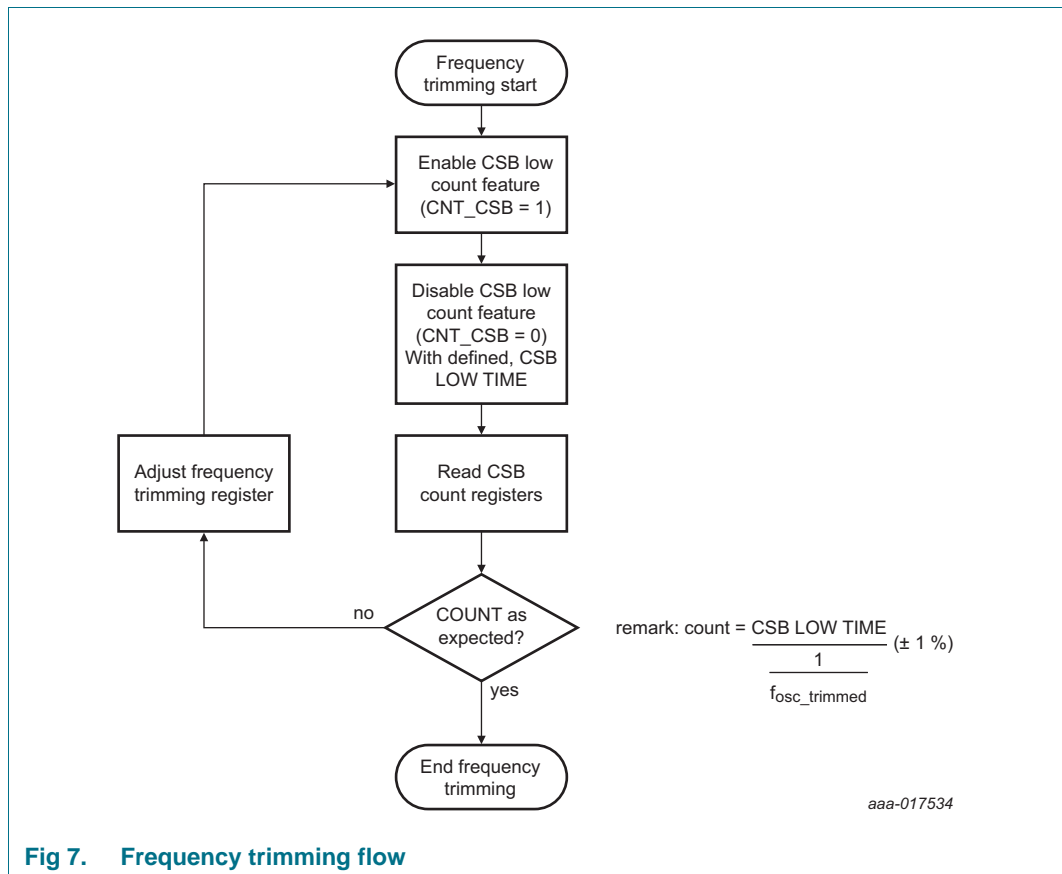 Frequency
trimming start
Enable CSB low
count feature
(CNT_CSB = 1)
Disable CSB low
count feature
(CNT_CSB = 0)
With defined, CSB
LOW TIME
Adjust frequency
trimming register
Read CSB
count registers
no
COUNT as
expected?
remark: count = CSB LOW TIME (± 1 %)
1
fosc_trimmed
yes
End frequency
trimming
aaa-017534
Fig 7. Frequency trimming flow